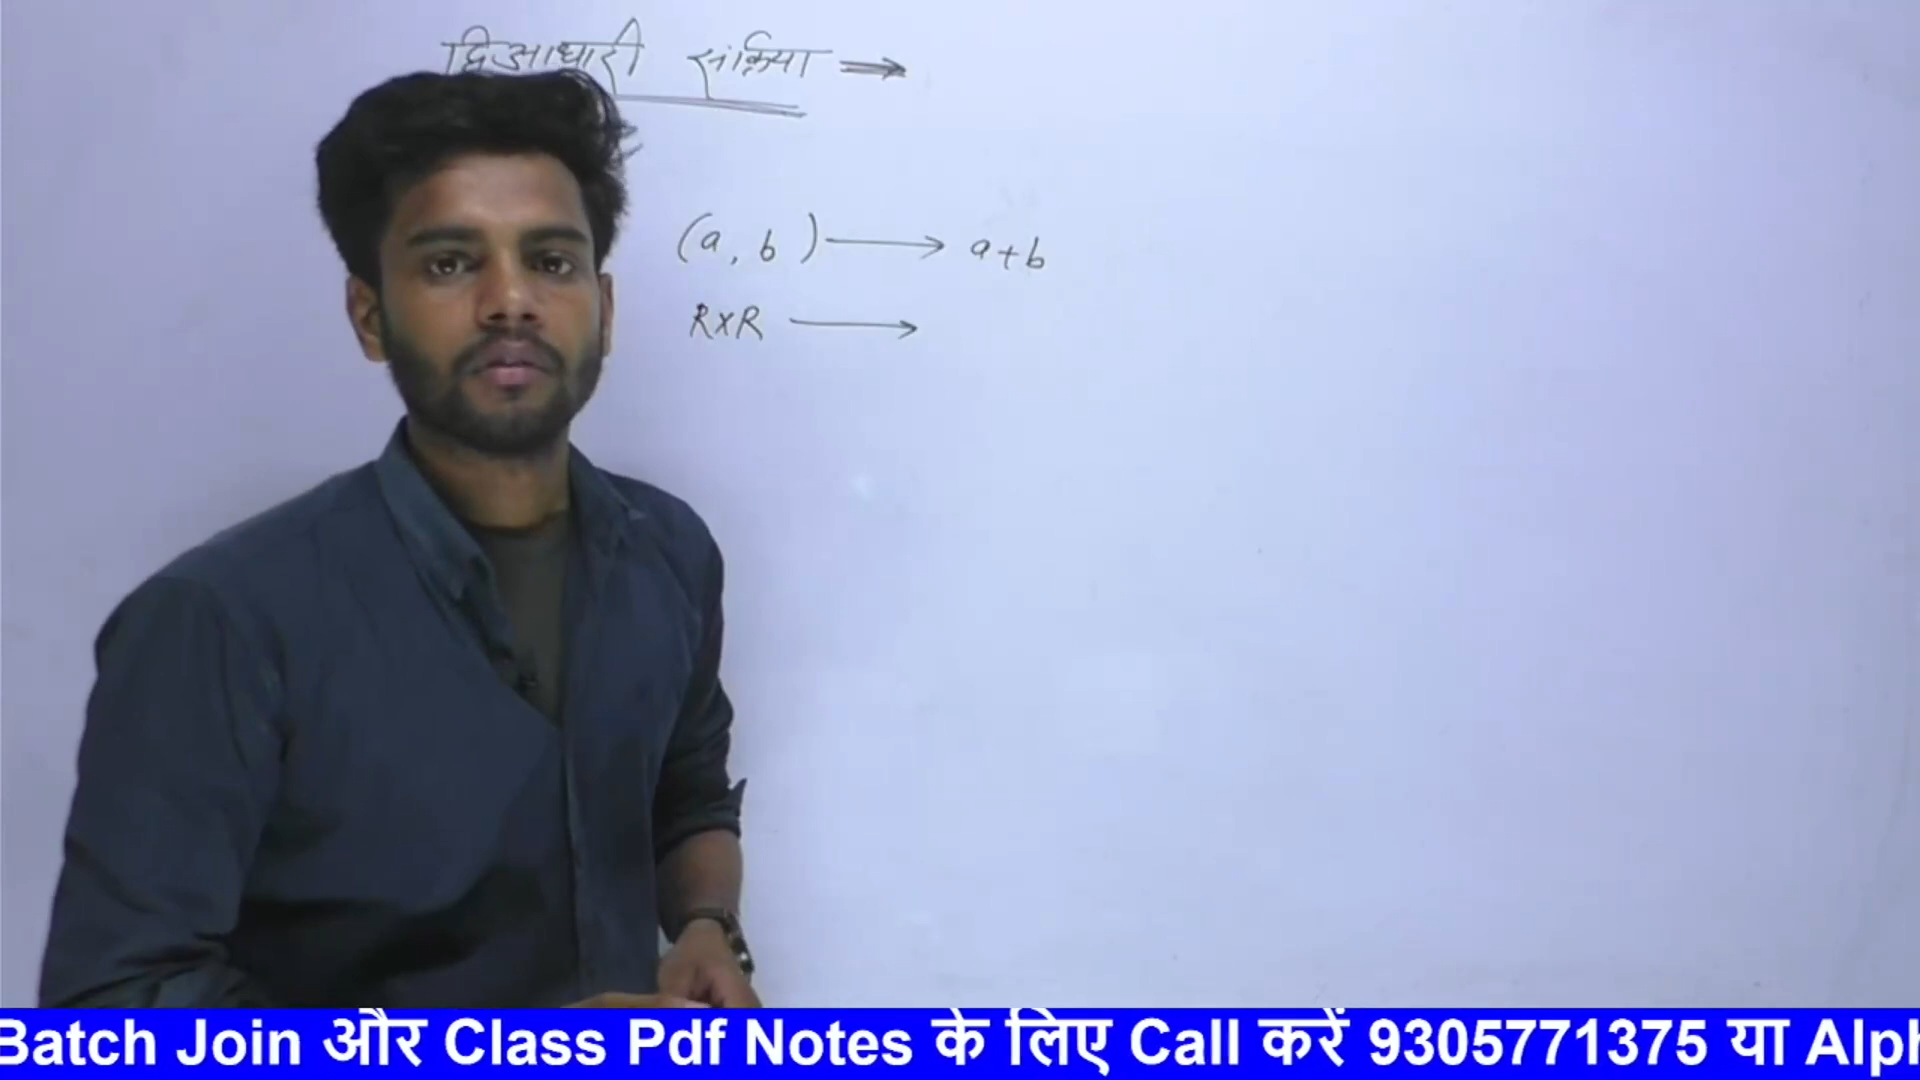 द्विआधारी संक्रिया →
(a, b) → a+b
R×R →
Batch Join और Class Pdf Notes के लिए Call करें 9305771375 या Alph